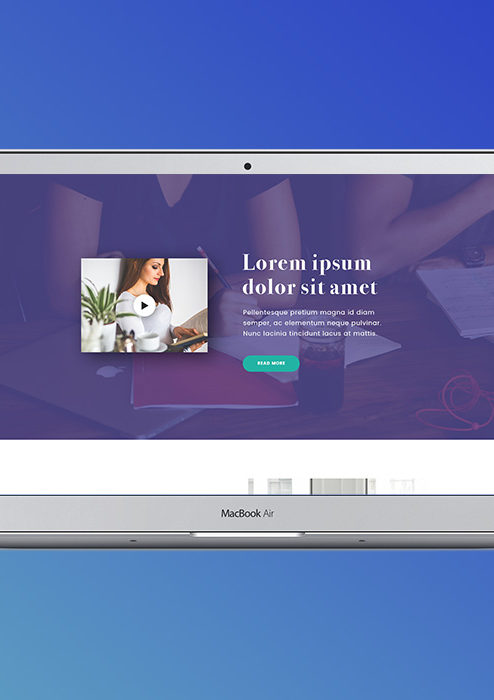 Lorem ipsum
dolor sit amet
Pellentesque pretium magna id diam
semper, ac elementum neque pulvinar.
Nunc lacinia tincidunt lacus at mattis.
READ MORE
MacBook Air